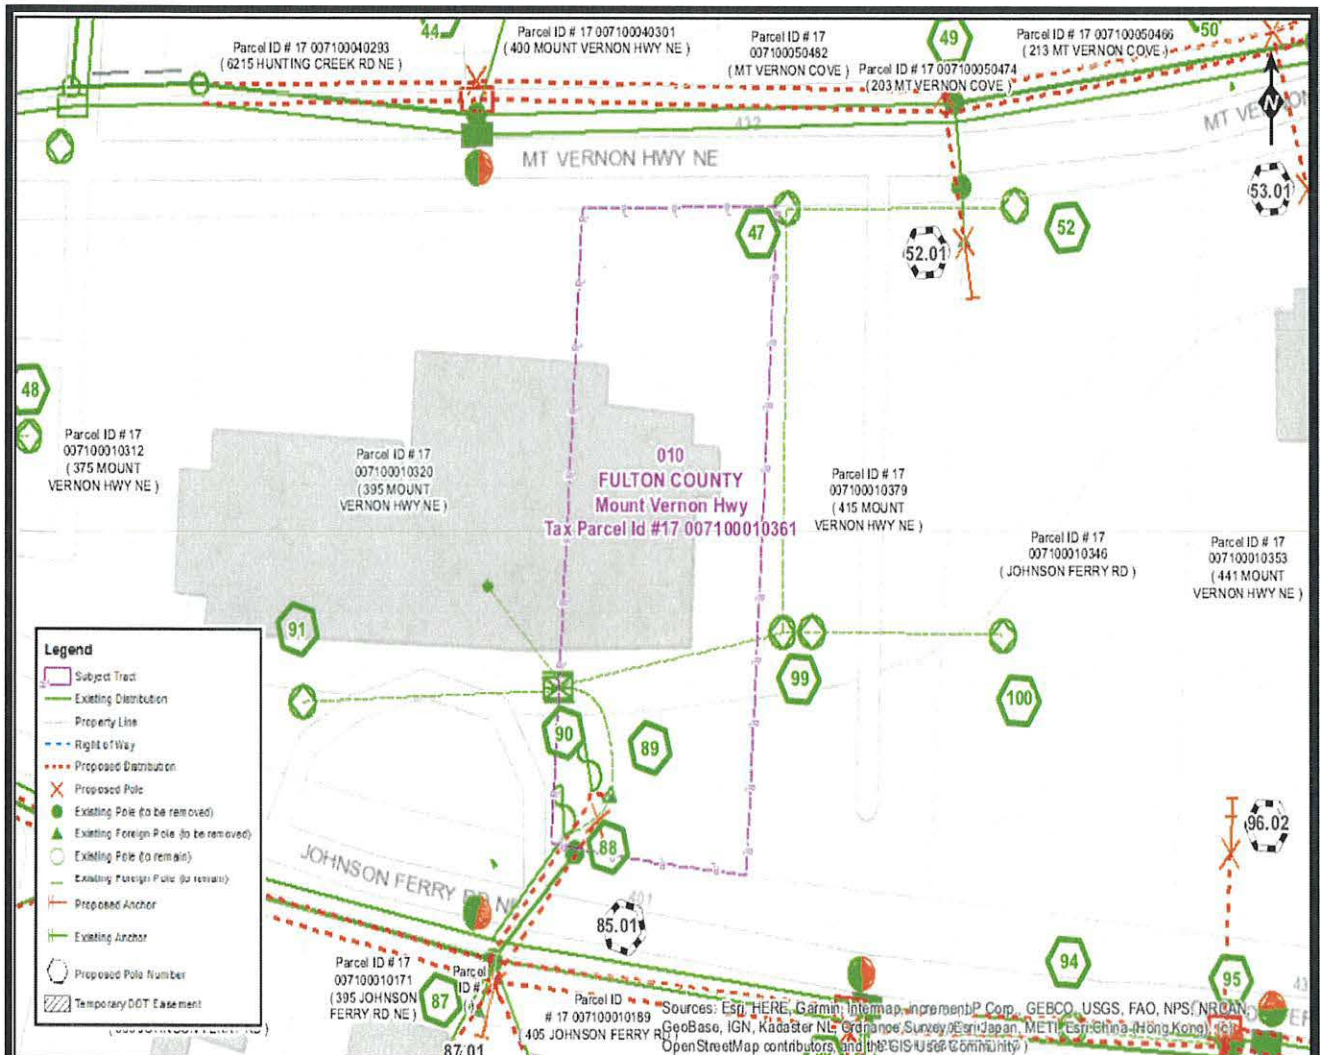 44
Parcel ID # 17 007100040293
( 6215 HUNTING CREEK RD NE )
Parcel ID # 17 007100040301
( 400 MOUNT VERNON HWY NE )
Parcel ID # 17
007100050482
( MT VERNON COVE )
49
Parcel ID # 17 007100050474
( 203 MT VERNON COVE )
Parcel ID # 17 007100050466
( 213 MT VERNON COVE )
50
N
432
MT VERNON HWY NE
MT VERNON
53.01
47
52
52.01
48
Parcel ID # 17
007100010312
( 375 MOUNT
VERNON HWY NE )
Parcel ID # 17
007100010320
( 395 MOUNT
VERNON HWY NE )
010
FULTON COUNTY
Mount Vernon Hwy
Tax Parcel Id #17 007100010361
Parcel ID # 17
007100010379
( 415 MOUNT
VERNON HWY NE )
Parcel ID # 17
007100010346
( JOHNSON FERRY RD )
Parcel ID # 17
007100010353
( 441 MOUNT
VERNON HWY NE )
91
99
100
90
89
88
Legend
Subject Tract
Existing Distribution
Property Line
Right of Way
Proposed Distribution
Proposed Pole
Existing Pole (to be removed)
Existing Foreign Pole (to be removed)
Existing Pole (to remain)
Existing Foreign Pole (to remain)
Proposed Anchor
Existing Anchor
Proposed Pole Number
Temporary DOT Easement
96.02
JOHNSON FERRY RD NE
401
85.01
94
95
Parcel ID # 17
007100010171
( 395 JOHNSON
FERRY RD NE )
87
Parcel
ID #
87.01
Parcel ID
# 17 007100010189
405 JOHNSON FERRY RD
Sources: Esri, HERE, Garmin, Intermap, increment P Corp., GEBCO, USGS, FAO, NPS, NRCAN,
GeoBase, IGN, Kadaster NL, Ordnance Survey, Esri Japan, METI, Esri China (Hong Kong), (c)
OpenStreetMap contributors, and the GIS User Community